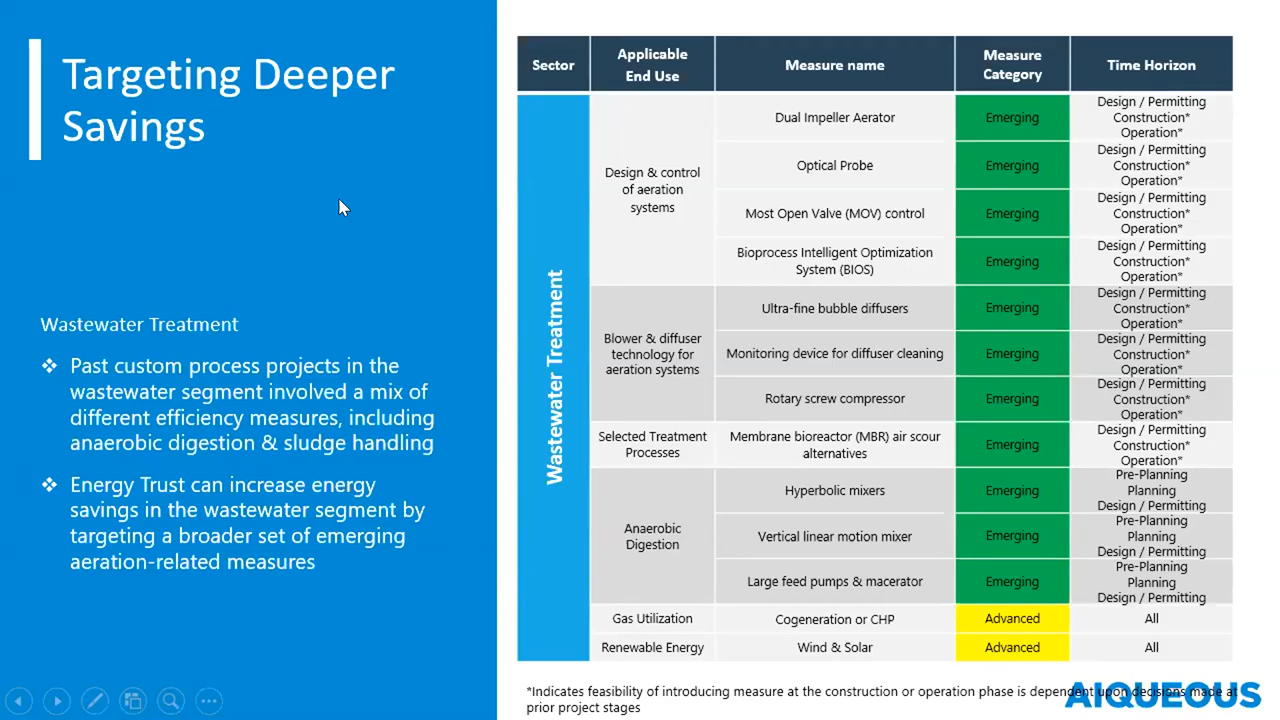 Targeting Deeper
Savings
Wastewater Treatment
Past custom process projects in the
wastewater segment involved a mix of
different efficiency measures, including
anaerobic digestion & sludge handling
Energy Trust can increase energy
savings in the wastewater segment by
targeting a broader set of emerging
aeration-related measures
Sector
Applicable
End Use
Measure name
Measure
Category
Time Horizon
Wastewater Treatment
Design & control
of aeration
systems
Dual Impeller Aerator
Emerging
Design / Permitting
Construction*
Operation*
Optical Probe
Emerging
Design / Permitting
Construction*
Operation*
Most Open Valve (MOV) control
Emerging
Design / Permitting
Construction*
Operation*
Bioprocess Intelligent Optimization
System (BIOS)
Emerging
Design / Permitting
Construction*
Operation*
Blower & diffuser
technology for
aeration systems
Ultra-fine bubble diffusers
Emerging
Design / Permitting
Construction*
Operation*
Monitoring device for diffuser cleaning
Emerging
Design / Permitting
Construction*
Operation*
Rotary screw compressor
Emerging
Design / Permitting
Construction*
Operation*
Selected Treatment
Processes
Membrane bioreactor (MBR) air scour
alternatives
Emerging
Design / Permitting
Construction*
Operation*
Anaerobic
Digestion
Hyperbolic mixers
Emerging
Pre-Planning
Planning
Design / Permitting
Vertical linear motion mixer
Emerging
Pre-Planning
Planning
Design / Permitting
Large feed pumps & macerator
Emerging
Pre-Planning
Planning
Design / Permitting
Gas Utilization
Cogeneration or CHP
Advanced
All
Renewable Energy
Wind & Solar
Advanced
All
*Indicates feasibility of introducing measure at the construction or operation phase is dependent upon decisions made at
prior project stages
AIQUEOUS